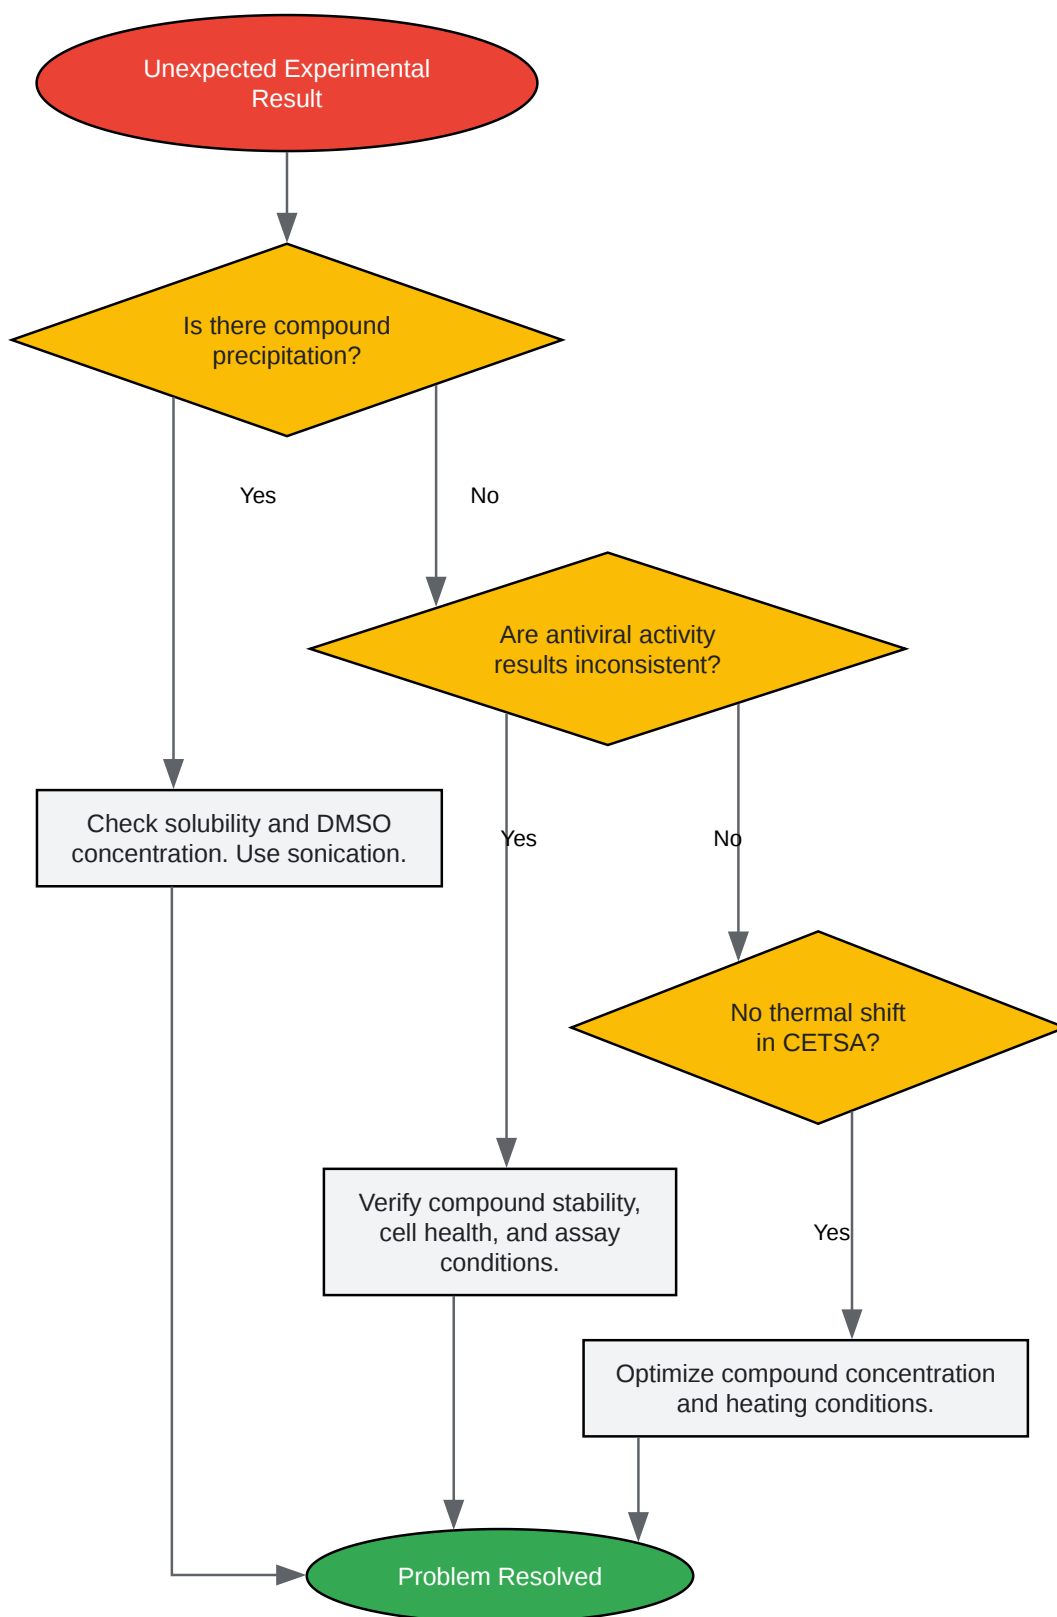 Unexpected Experimental
Result
Is there compound
precipitation?
Yes
No
Are antiviral activity
results inconsistent?
Check solubility and DMSO
concentration. Use sonication.
Yes
No
No thermal shift
in CETSA?
Verify compound stability,
cell health, and assay
conditions.
Yes
Optimize compound concentration
and heating conditions.
Problem Resolved